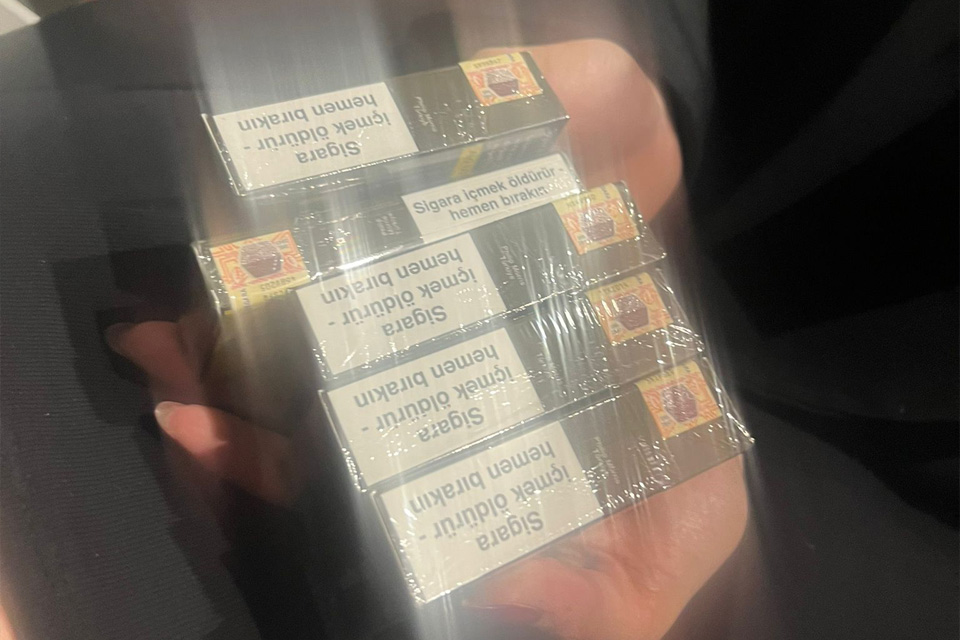 Sigara
içmek öldürür -
hemen bırakın
Sigara içmek öldürür -
hemen bırakın
Sigara
içmek öldürür -
hemen bırakın
Sigara
içmek öldürür -
hemen bırakın
Sigara
içmek öldürür -
hemen bırakın